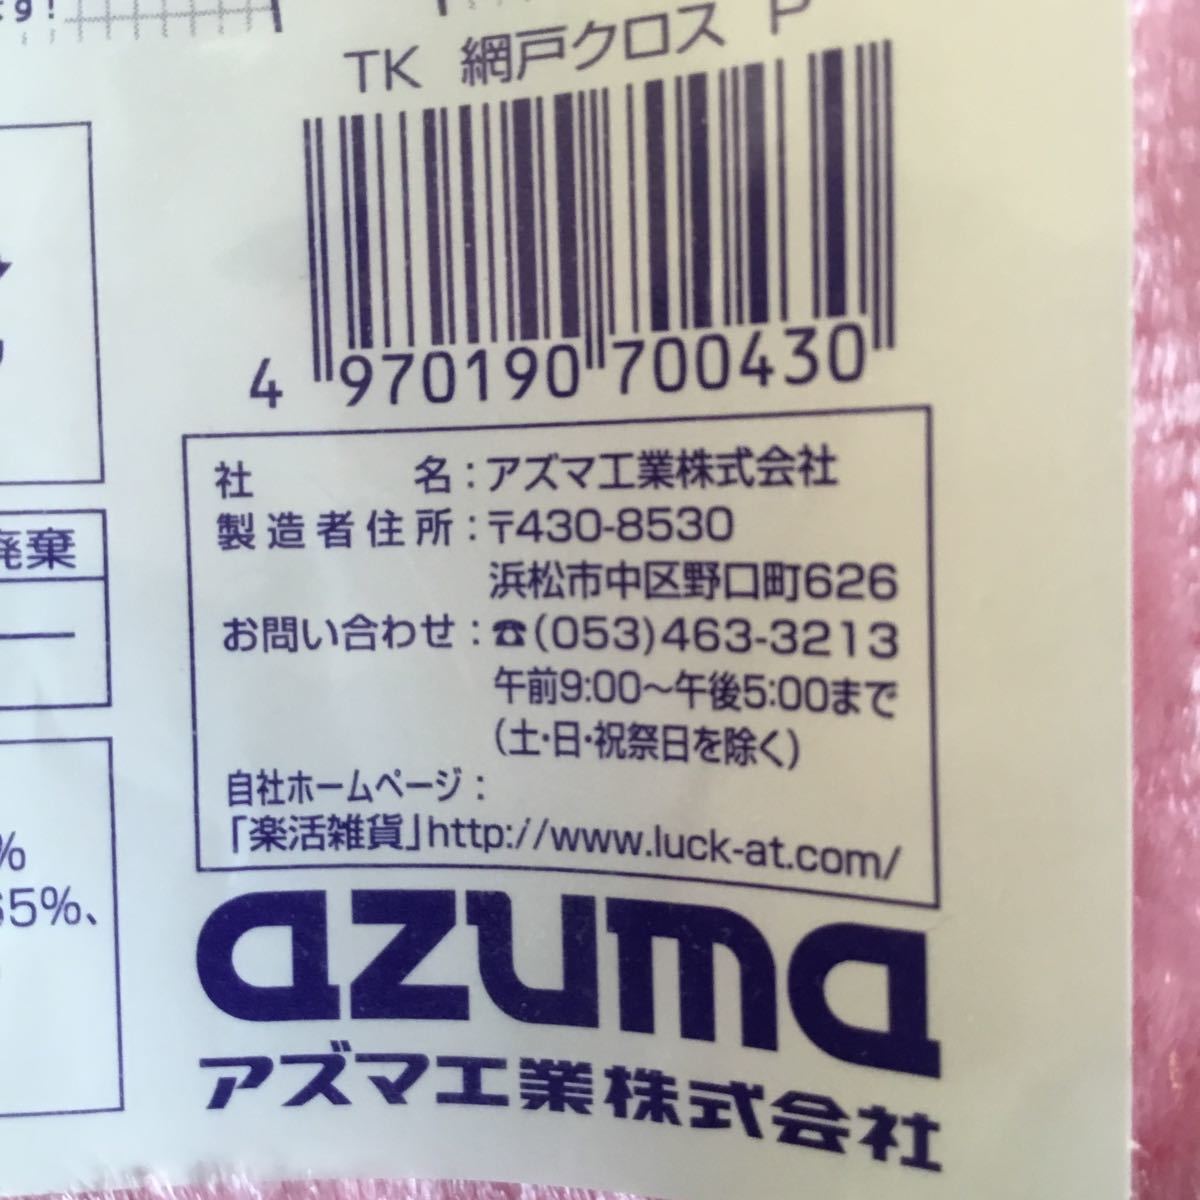 TK 網戸クロス P
4 970190 700430
社名：アズマ工業株式会社
製造者住所：〒430-8530
浜松市中区野口町626
お問い合わせ：☎(053)463-3213
午前9:00～午後5:00まで
(土・日・祝祭日を除く)
自社ホームページ：
「楽活雑貨」http://www.luck-at.com/
azuma
アズマ工業株式会社
廃棄
%
65%、